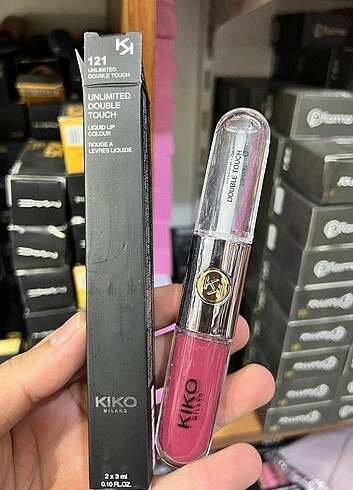 121
UNLIMITED
DOUBLE TOUCH
UNLIMITED
DOUBLE
TOUCH
LIQUID LIP
COLOUR
ROUGE A
LEVRES LIQUIDE
KIKO
MILANO
2 x 3 ml
0.10 FL.OZ.
DOUBLE TOUCH
KIKO
MILANO